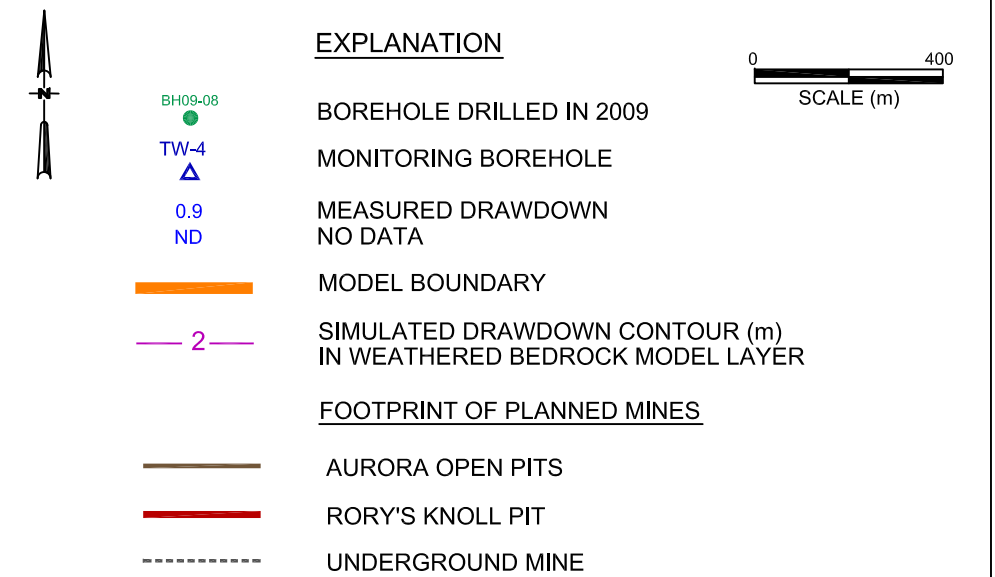 N
EXPLANATION
0 400
SCALE (m)
BH09-08
BOREHOLE DRILLED IN 2009
TW-4
MONITORING BOREHOLE
0.9
MEASURED DRAWDOWN
ND
NO DATA
MODEL BOUNDARY
2
SIMULATED DRAWDOWN CONTOUR (m)
IN WEATHERED BEDROCK MODEL LAYER
FOOTPRINT OF PLANNED MINES
AURORA OPEN PITS
RORY'S KNOLL PIT
UNDERGROUND MINE